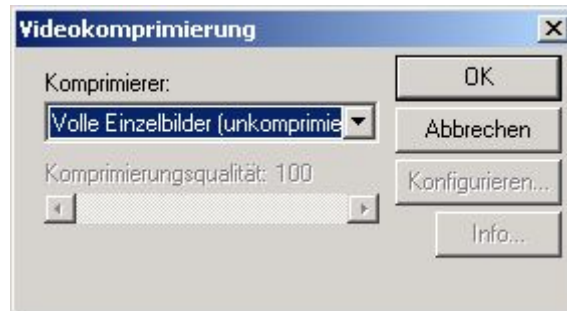 Videokomprimierung
Komprimierer:
Volle Einzelbilder (unkomprimie
Komprimierungsqualität: 100
OK
Abbrechen
Konfigurieren...
Info...